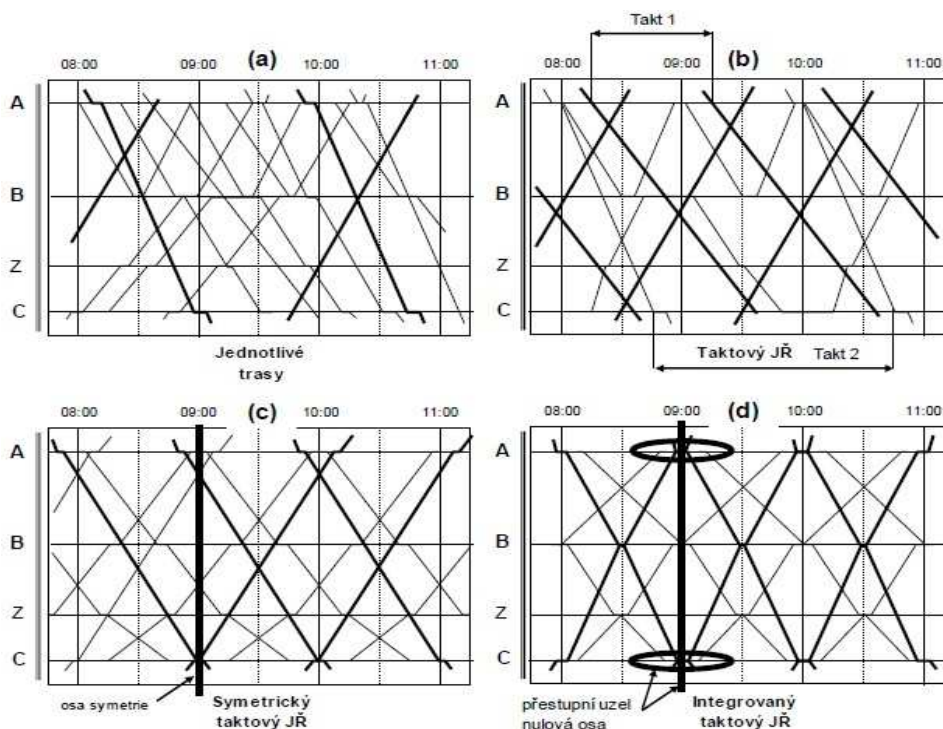 Takt 1
08:00 09:00 (a) 10:00 11:00
08:00 09:00 (b) 10:00 11:00
A
B
Z
C
A
B
Z
C
Jednotlivé
trasy
Taktový JŘ
Takt 2
08:00 09:00 (c) 10:00 11:00
08:00 09:00 (d) 10:00 11:00
A
B
Z
C
A
B
Z
C
osa symetrie
Symetrický
taktový JŘ
přestupní uzel
nulová osa
Integrovaný
taktový JŘ